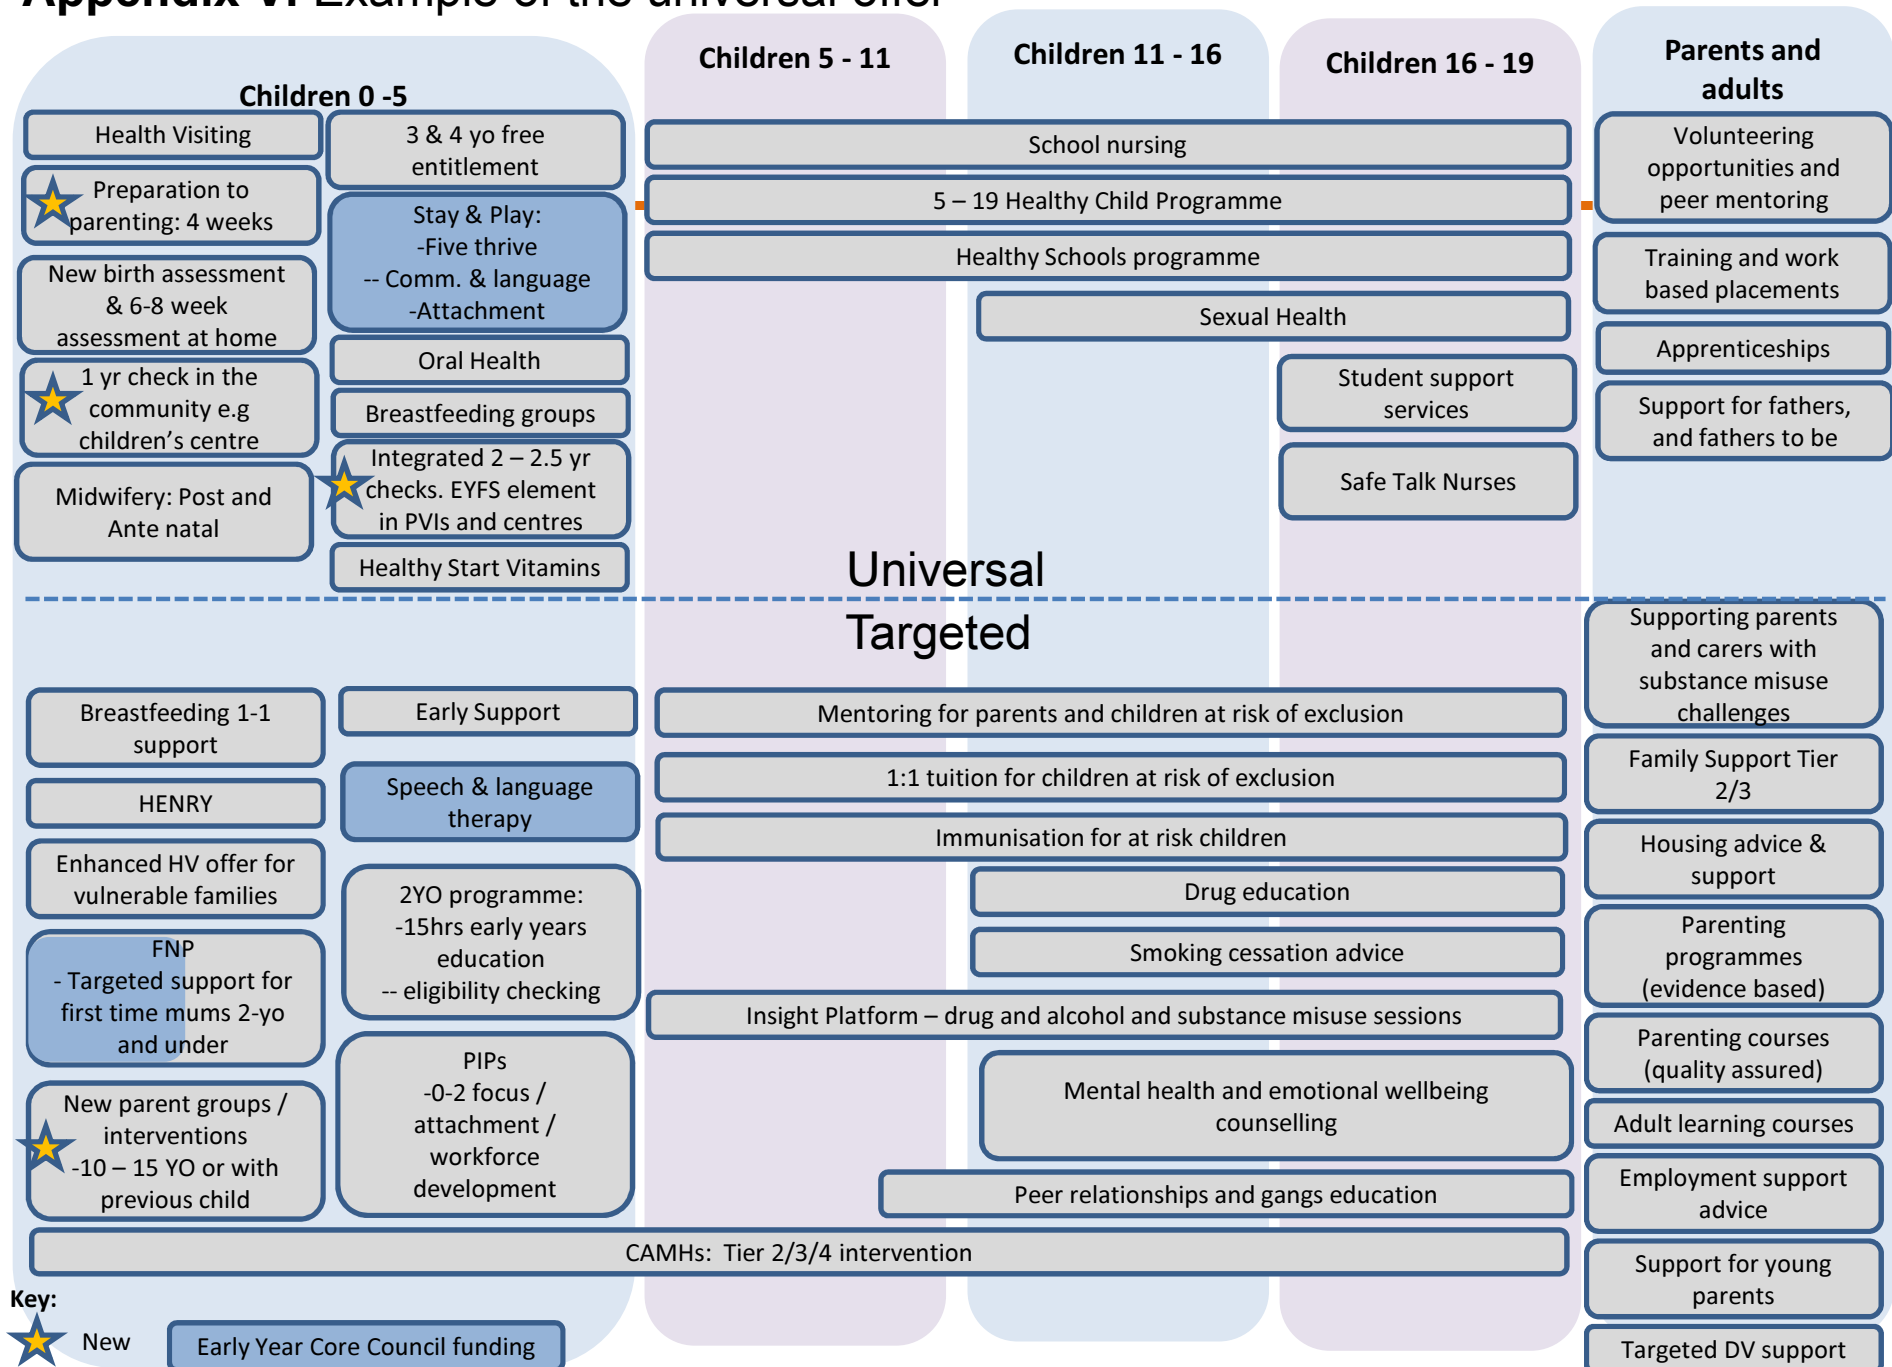 Appendix V: Example of the universal offer
Children 0 -5
Children 5 - 11
Children 11 - 16
Children 16 - 19
Parents and
adults
Health Visiting
Preparation to
parenting: 4 weeks
New birth assessment
& 6-8 week
assessment at home
1 yr check in the
community e.g
children's centre
Midwifery: Post and
Ante natal
3 & 4 yo free
entitlement
Stay & Play:
-Five thrive
-- Comm. & language
-Attachment
Oral Health
Breastfeeding groups
Integrated 2 – 2.5 yr
checks. EYFS element
in PVIs and centres
Healthy Start Vitamins
School nursing
5 – 19 Healthy Child Programme
Healthy Schools programme
Sexual Health
Student support
services
Safe Talk Nurses
Volunteering
opportunities and
peer mentoring
Training and work
based placements
Apprenticeships
Support for fathers,
and fathers to be
Universal
Targeted
Breastfeeding 1-1
support
HENRY
Enhanced HV offer for
vulnerable families
FNP
- Targeted support for
first time mums 2-yo
and under
New parent groups /
interventions
-10 – 15 YO or with
previous child
Early Support
Speech & language
therapy
2YO programme:
-15hrs early years
education
-- eligibility checking
PIPs
-0-2 focus /
attachment /
workforce
development
Mentoring for parents and children at risk of exclusion
1:1 tuition for children at risk of exclusion
Immunisation for at risk children
Drug education
Smoking cessation advice
Insight Platform – drug and alcohol and substance misuse sessions
Mental health and emotional wellbeing
counselling
Peer relationships and gangs education
CAMHs:  Tier 2/3/4 intervention
Supporting parents
and carers with
substance misuse
challenges
Family Support Tier
2/3
Housing advice &
support
Parenting
programmes
(evidence based)
Parenting courses
(quality assured)
Adult learning courses
Employment support
advice
Support for young
parents
Targeted DV support
Key:
New
Early Year Core Council funding